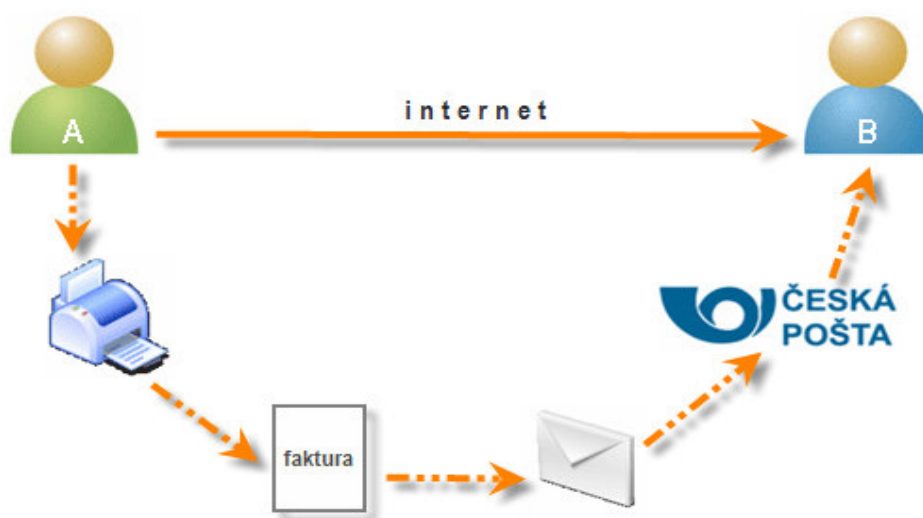 A
internet
B
ČESKÁ
POŠTA
faktura